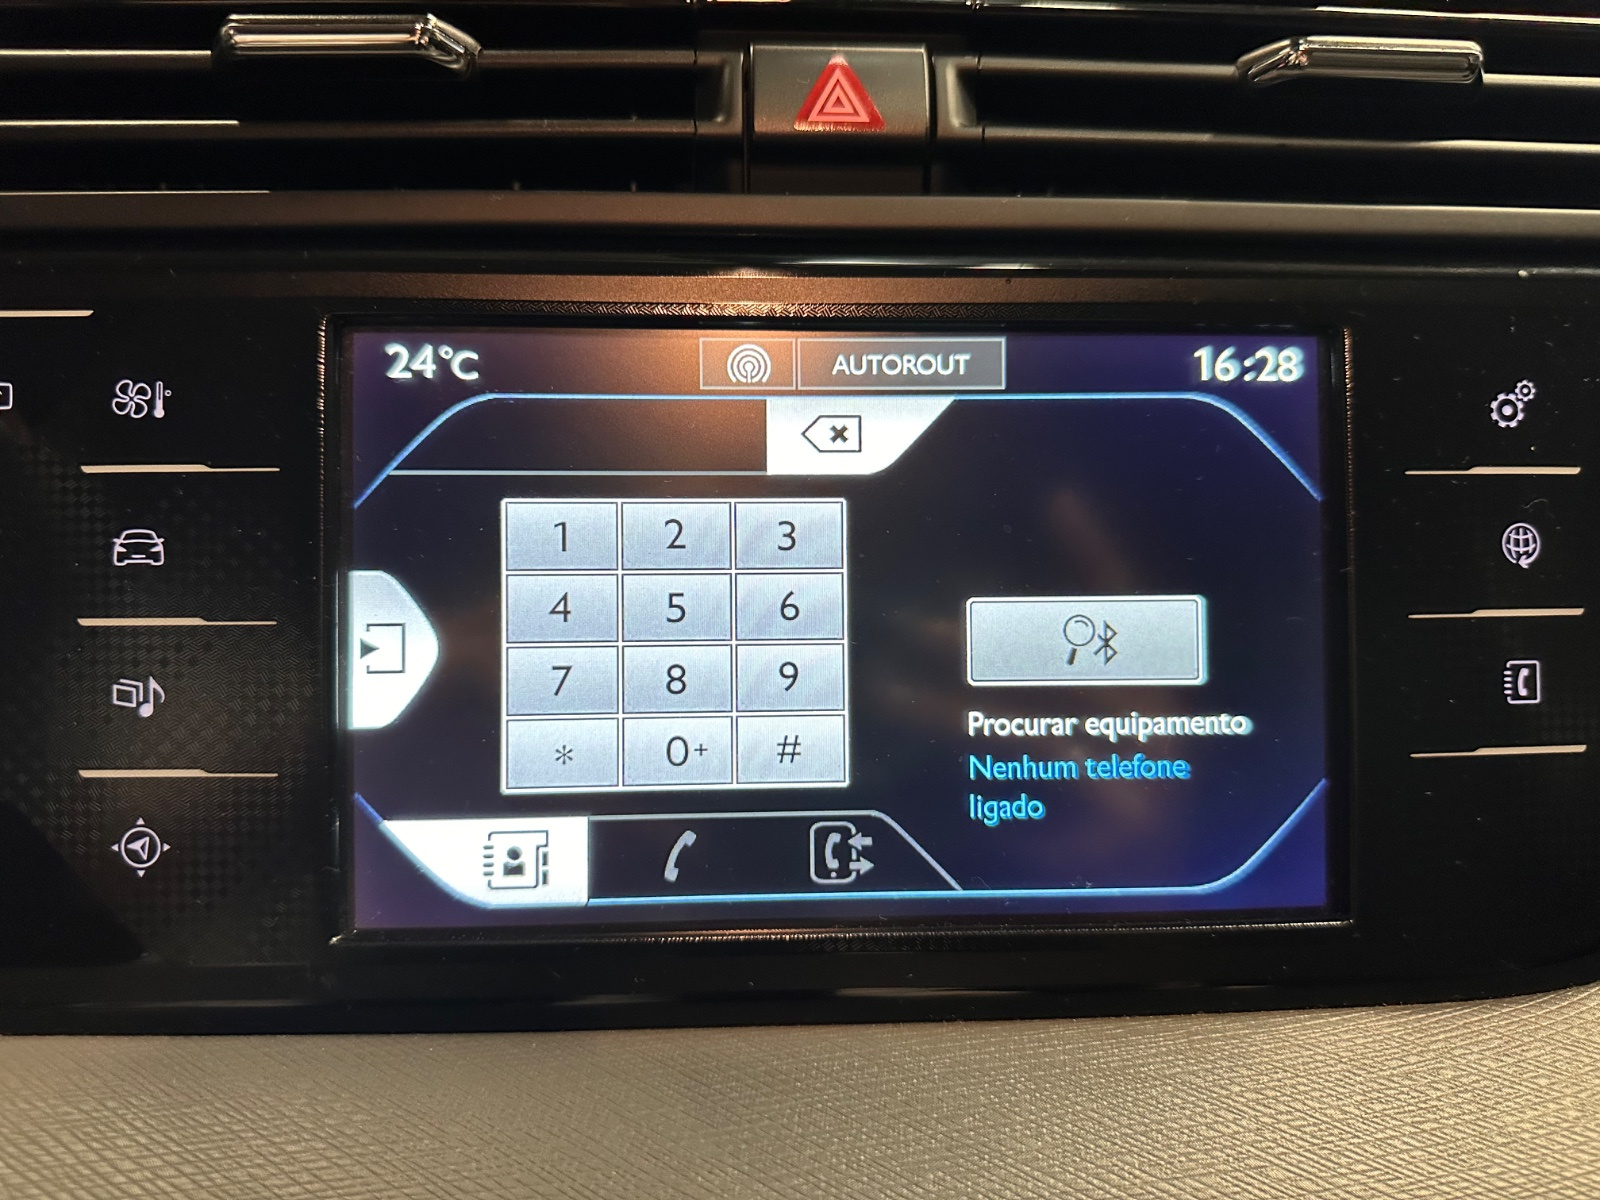 24°C
AUTOROUT
16:28
1 2 3
4 5 6
7 8 9
* 0+ #
Procurar equipamento
Nenhum telefone
ligado